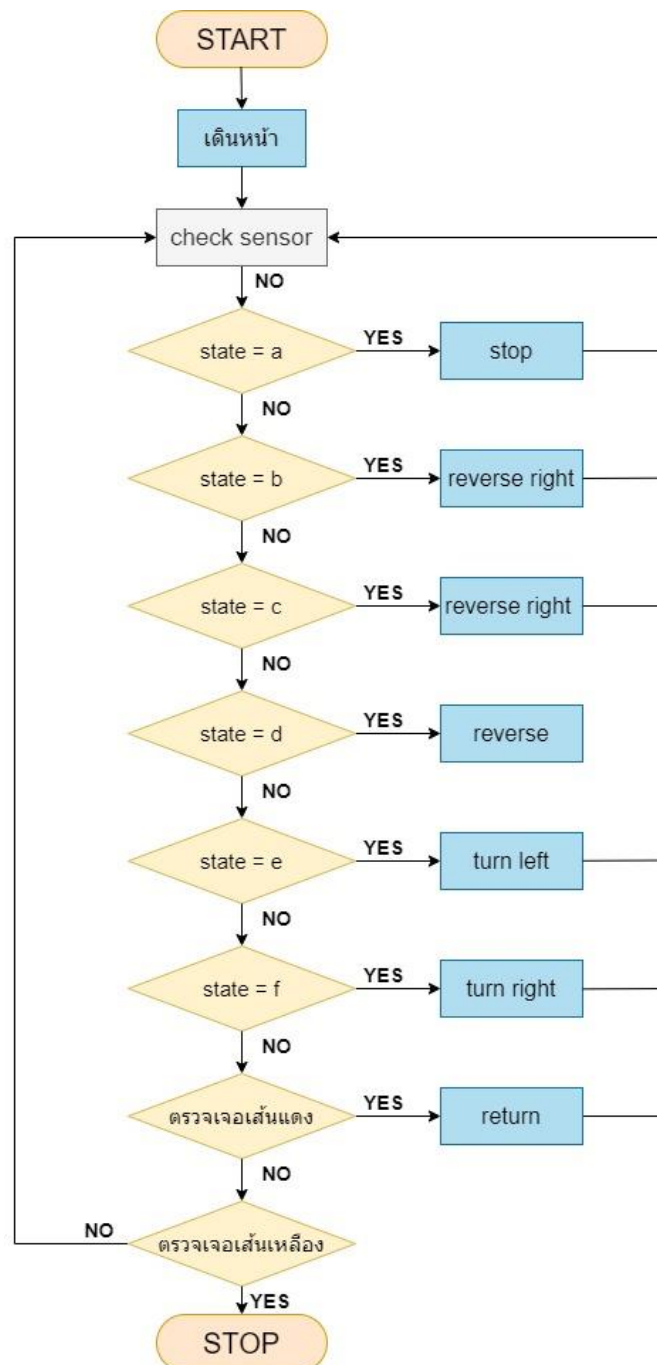 START
เดินหน้า
check sensor
NO
state = a
YES
stop
NO
state = b
YES
reverse right
NO
state = c
YES
reverse right
NO
state = d
YES
reverse
NO
state = e
YES
turn left
NO
state = f
YES
turn right
NO
ตรวจเจอเส้นแดง
YES
return
NO
NO
ตรวจเจอเส้นเหลือง
YES
STOP